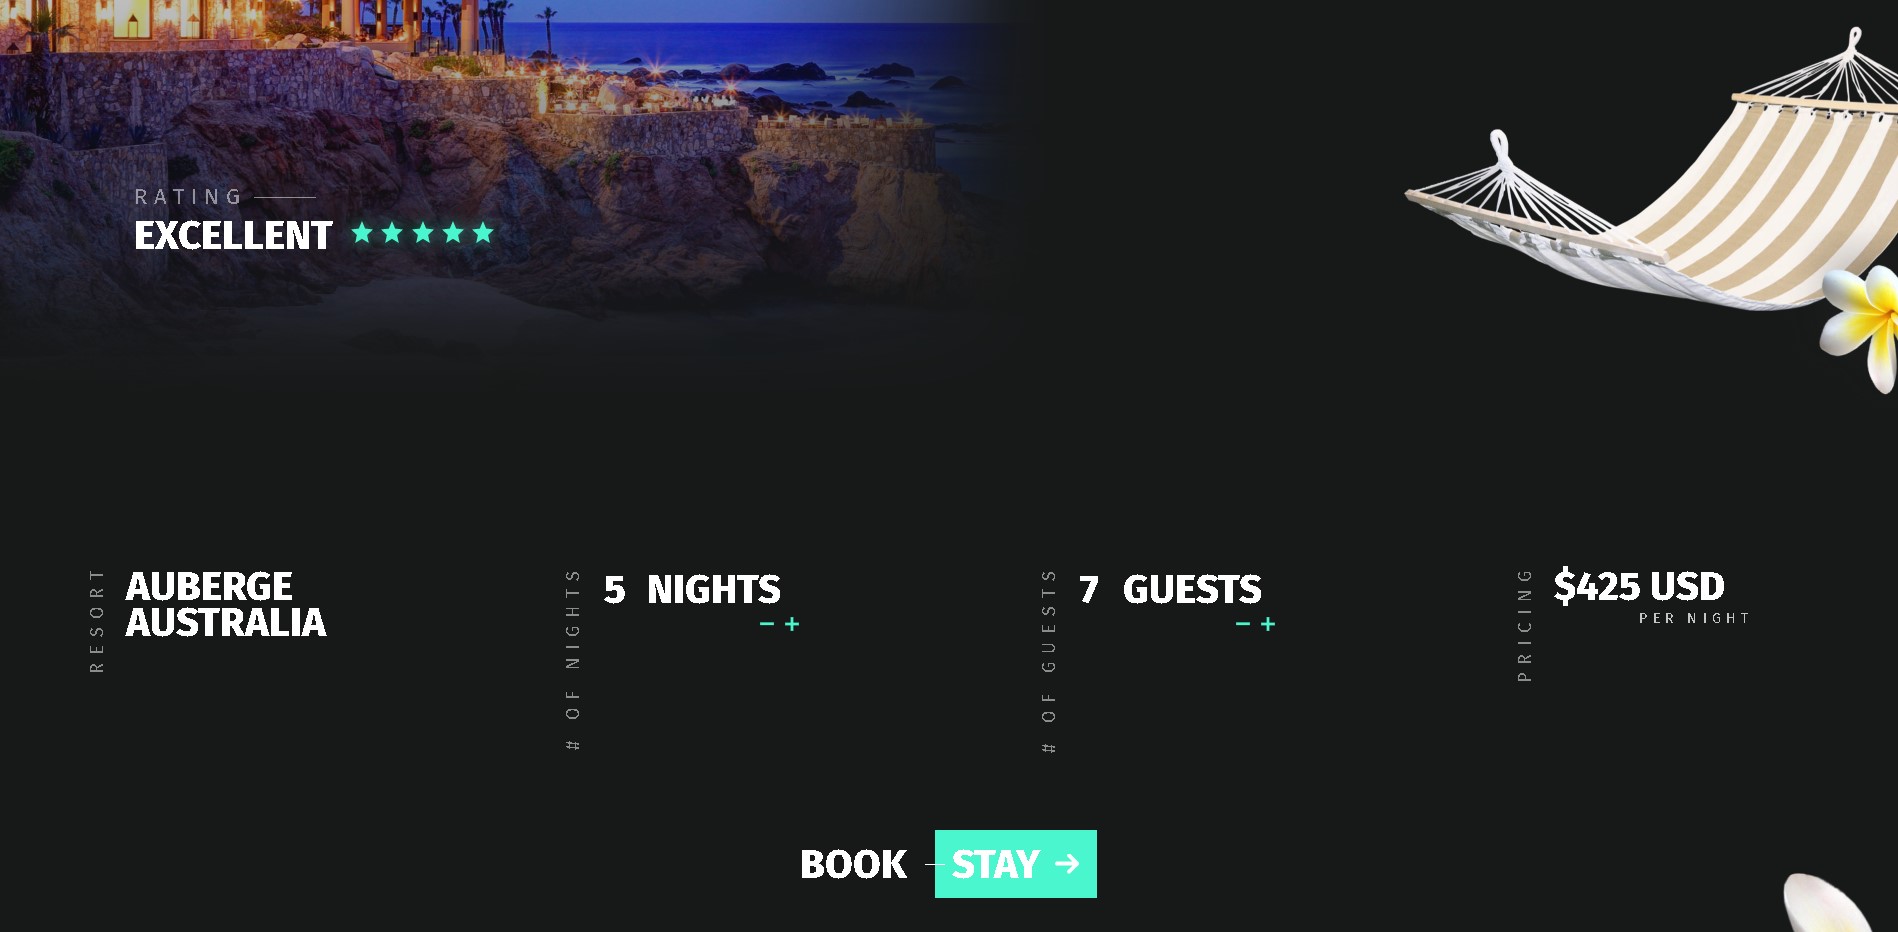 RATING
EXCELLENT
RESORT
AUBERGE
AUSTRALIA
# OF NIGHTS
5 NIGHTS
− +
# OF GUESTS
7 GUESTS
− +
PRICING
$425 USD
PER NIGHT
BOOK STAY →